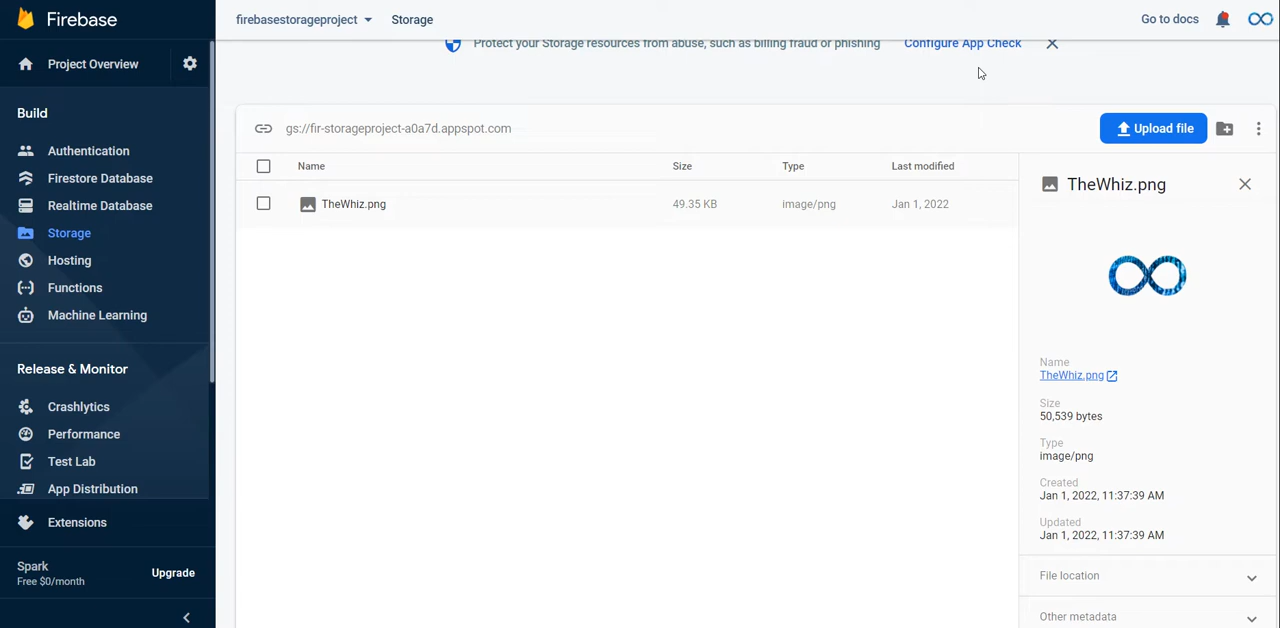 Firebase
firebasestorageproject
Storage
Go to docs
Protect your Storage resources from abuse, such as billing fraud or phishing
Configure App Check
Project Overview
Build
Authentication
Firestore Database
Realtime Database
Storage
Hosting
Functions
Machine Learning
Release & Monitor
Crashlytics
Performance
Test Lab
App Distribution
Extensions
Spark
Free $0/month
Upgrade
gs://fir-storageproject-a0a7d.appspot.com
Upload file
Name Size Type Last modified
TheWhiz.png 49.35 KB image/png Jan 1, 2022
TheWhiz.png
Name
TheWhiz.png
Size
50,539 bytes
Type
image/png
Created
Jan 1, 2022, 11:37:39 AM
Updated
Jan 1, 2022, 11:37:39 AM
File location
Other metadata